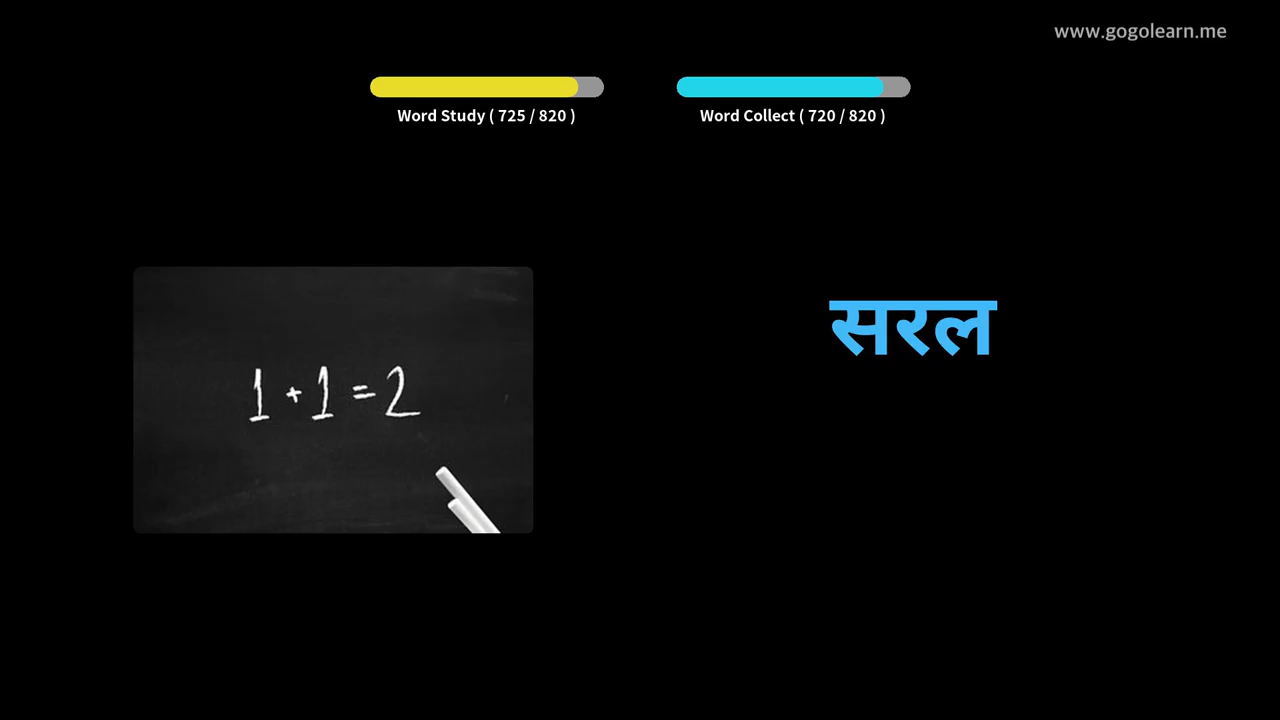 www.gogolearn.me
Word Study ( 725 / 820 )
Word Collect ( 720 / 820 )
सरल
1 + 1 = 2